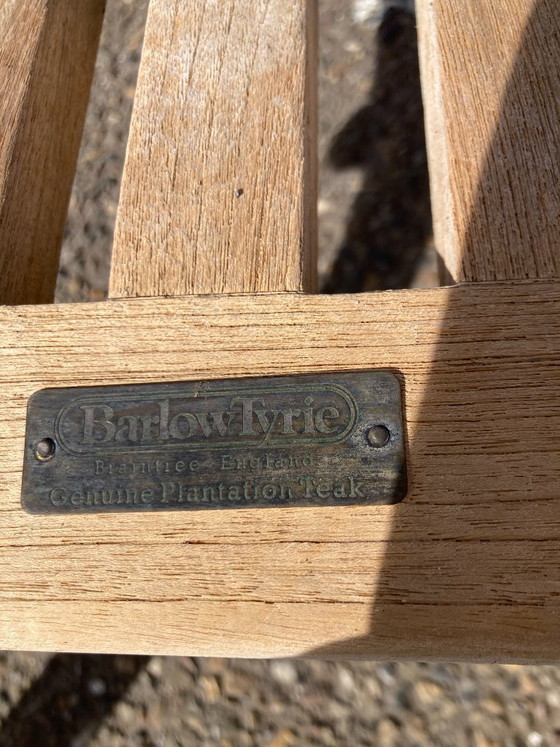 BarlowTyrie
Braintree England
Genuine Plantation Teak